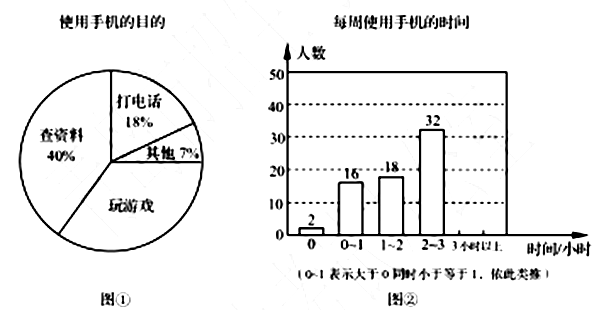 使用手机的目的
打电话
18%
查资料
40%
其他 7%
玩游戏
图①
每周使用手机的时间
人数
50
40
30
20
10
0
2
16
18
32
0
0~1
1~2
2~3
3小时以上
时间/小时
(0~1表示大于0同时小于等于1,依此类推)
图②